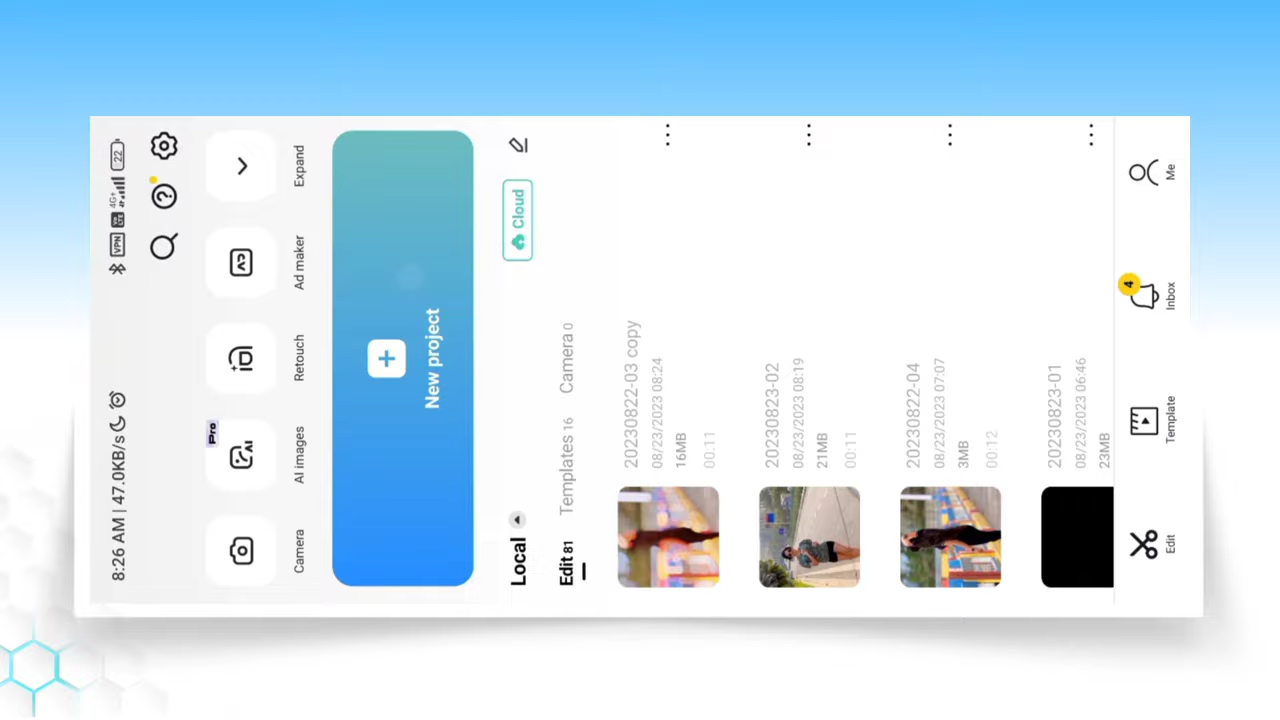 8:26 AM | 47.0KB/s
VPN
4G+
22
Camera
AI images
Pro
Retouch
Ad maker
Expand
New project
Local
Cloud
Edit 81
Templates 16
Camera 0
20230822-03 copy
08/23/2023 08:24
16MB
00:11
20230823-02
08/23/2023 08:19
21MB
00:11
20230822-04
08/23/2023 07:07
3MB
00:12
20230823-01
08/23/2023 06:46
23MB
Edit
Template
4
Inbox
Me